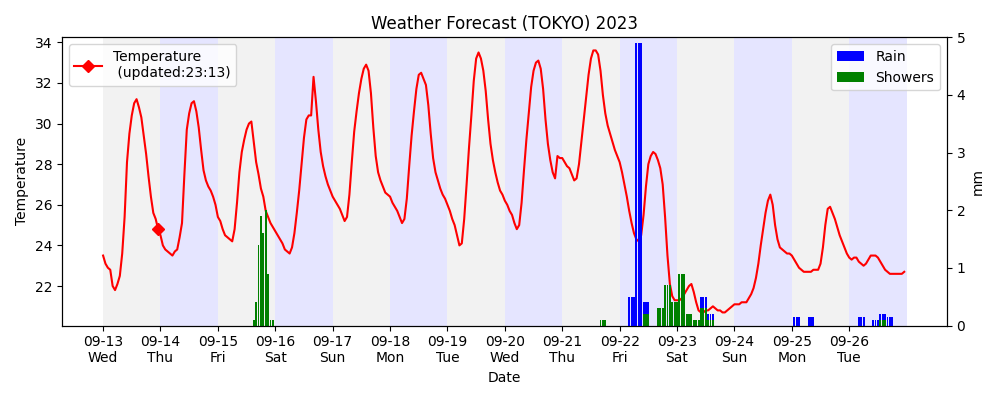 Weather Forecast (TOKYO) 2023
Temperature
(updated:23:13)
Rain
Showers
34
32
30
28
26
24
22
Temperature
5
4
3
2
1
0
mm
09-13 09-14 09-15 09-16 09-17 09-18 09-19 09-20 09-21 09-22 09-23 09-24 09-25 09-26
Wed Thu Fri Sat Sun Mon Tue Wed Thu Fri Sat Sun Mon Tue
Date